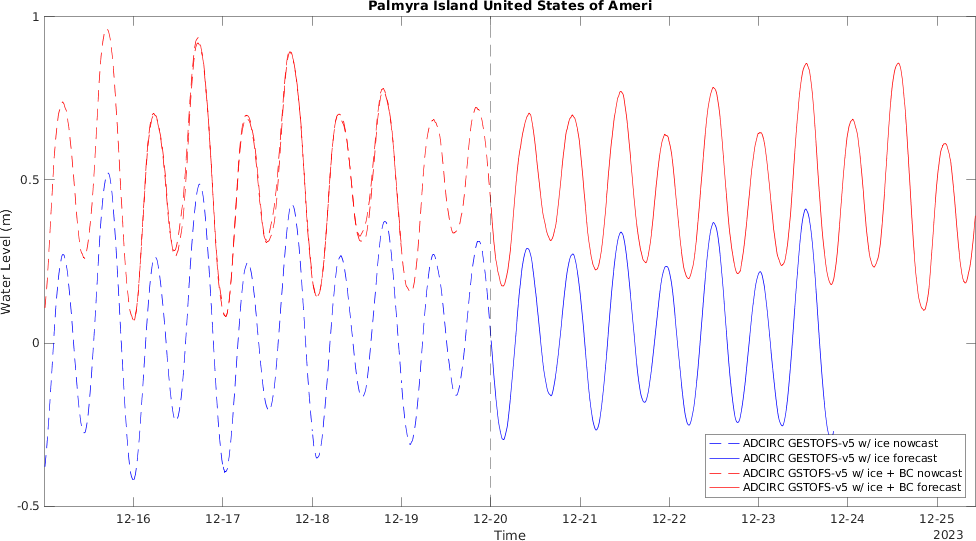 Palmyra Island United States of Ameri
Water Level (m)
1
0.5
0
-0.5
12-16 12-17 12-18 12-19 12-20 12-21 12-22 12-23 12-24 12-25
Time
2023
ADCIRC GESTOFS-v5 w/ ice nowcast
ADCIRC GESTOFS-v5 w/ ice forecast
ADCIRC GSTOFS-v5 w/ ice + BC nowcast
ADCIRC GSTOFS-v5 w/ ice + BC forecast